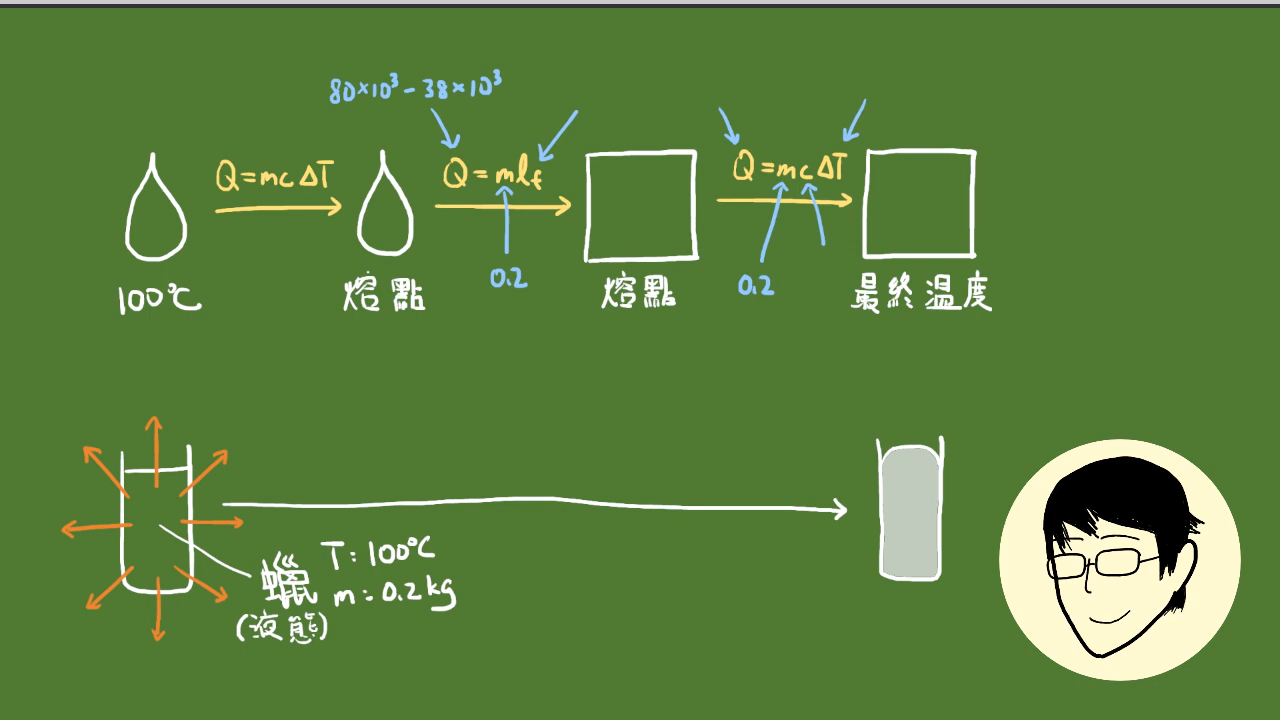 80×10³ − 38×10³
Q=mcΔT
Q=mlf
Q=mcΔT
0.2
0.2
100℃
熔點
熔點
最終溫度
蠟
(液態)
T:100℃
m:0.2kg